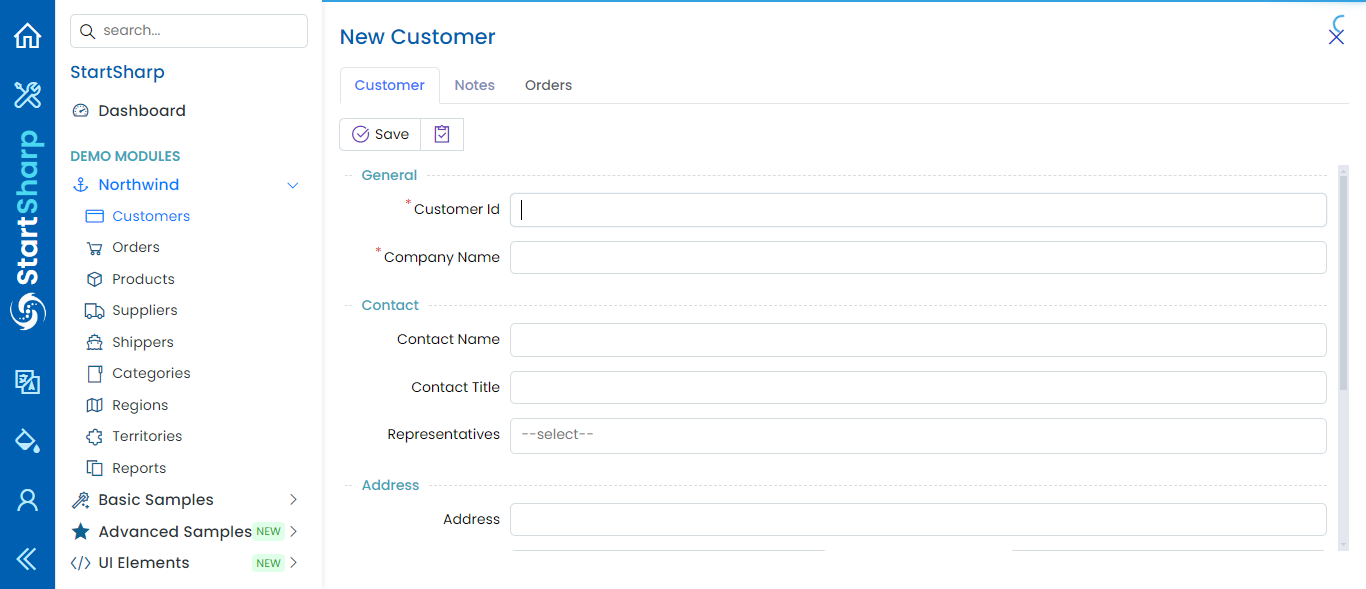 search...
StartSharp
Dashboard
DEMO MODULES
Northwind
Customers
Orders
Products
Suppliers
Shippers
Categories
Regions
Territories
Reports
Basic Samples
Advanced Samples NEW
UI Elements NEW
StartSharp
New Customer
Customer Notes Orders
Save
General
* Customer Id
* Company Name
Contact
Contact Name
Contact Title
Representatives --select--
Address
Address